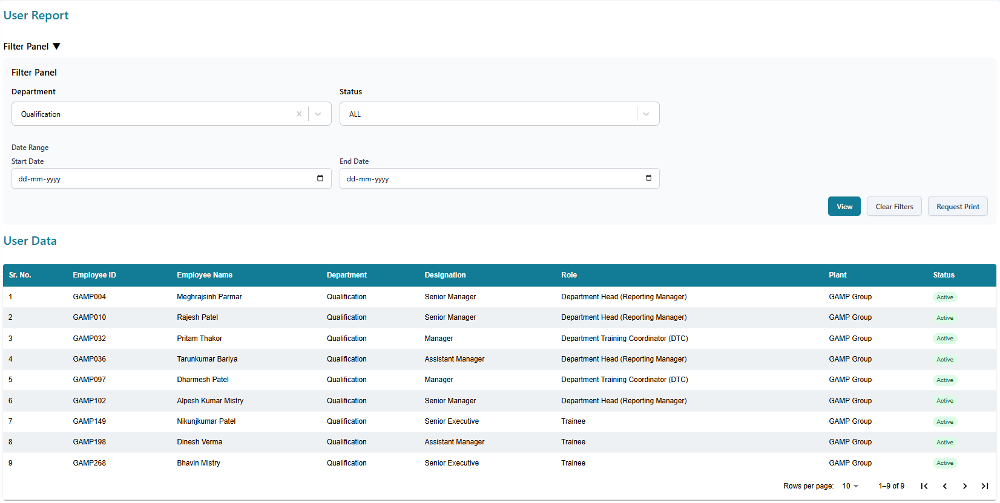 User Report
Filter Panel ▼
Filter Panel
Department Status
Qualification ALL
Date Range
Start Date End Date
dd-mm-yyyy dd-mm-yyyy
View Clear Filters Request Print
User Data
Sr. No. Employee ID Employee Name Department Designation Role Plant Status
1 GAMP004 Meghrajsinh Parmar Qualification Senior Manager Department Head (Reporting Manager) GAMP Group Active
2 GAMP010 Rajesh Patel Qualification Senior Manager Department Head (Reporting Manager) GAMP Group Active
3 GAMP032 Pritam Thakor Qualification Manager Department Training Coordinator (DTC) GAMP Group Active
4 GAMP036 Tarunkumar Bariya Qualification Assistant Manager Department Head (Reporting Manager) GAMP Group Active
5 GAMP097 Dharmesh Patel Qualification Manager Department Training Coordinator (DTC) GAMP Group Active
6 GAMP102 Alpesh Kumar Mistry Qualification Senior Manager Department Head (Reporting Manager) GAMP Group Active
7 GAMP149 Nikunjkumar Patel Qualification Senior Executive Trainee GAMP Group Active
8 GAMP198 Dinesh Verma Qualification Assistant Manager Trainee GAMP Group Active
9 GAMP268 Bhavin Mistry Qualification Senior Executive Trainee GAMP Group Active
Rows per page: 10 1–9 of 9